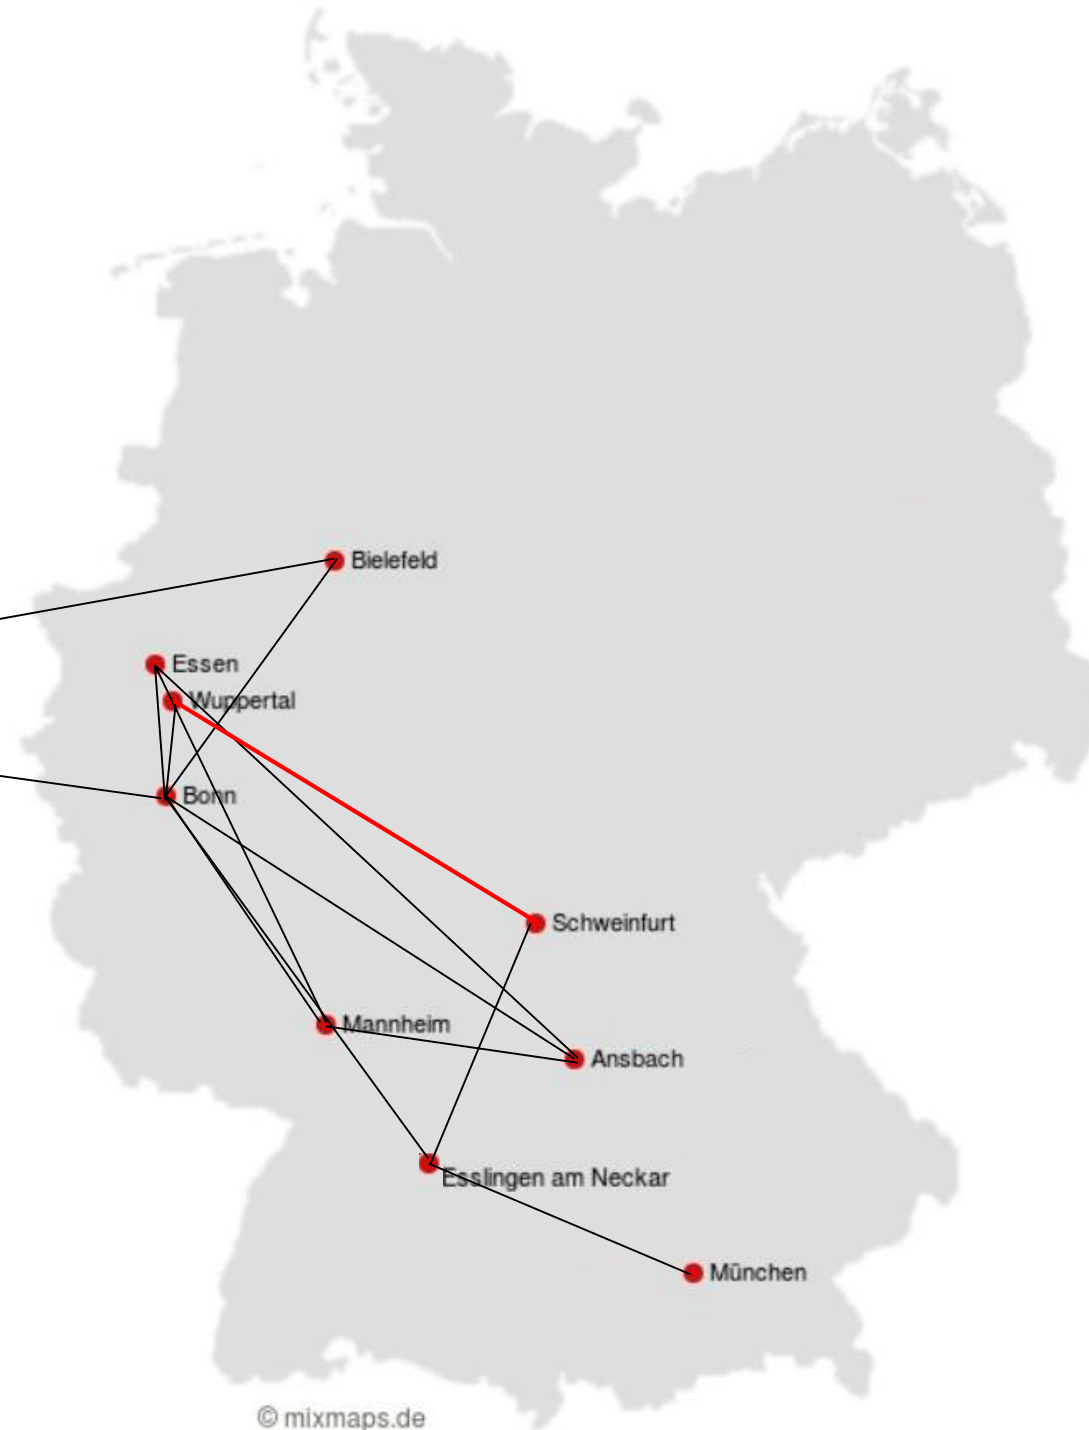 Bielefeld
Essen
Wuppertal
Bonn
Schweinfurt
Mannheim
Ansbach
Esslingen am Neckar
München
© mixmaps.de